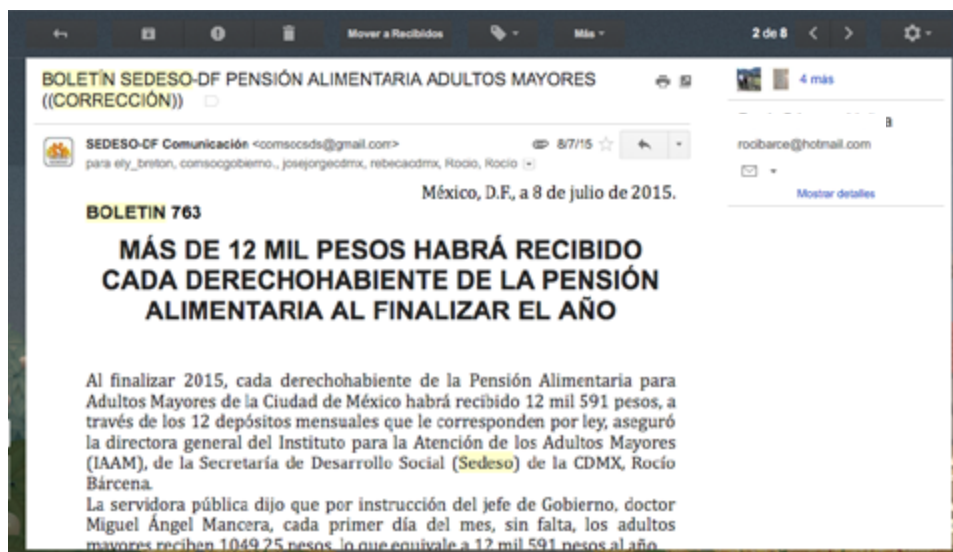 Mover a Recibidos
Más
2 de 8
BOLETÍN SEDESO-DF PENSIÓN ALIMENTARIA ADULTOS MAYORES
((CORRECCIÓN))
4 más
SEDESO-DF Comunicación <comsocsds@gmail.com>
8/7/15
para ely_breton, comsocgobierno., josejorgecdmx, rebecacdmx, Rocio, Rocío
rocibarce@hotmail.com
Mostrar detalles
México, D.F., a 8 de julio de 2015.
BOLETIN 763
MÁS DE 12 MIL PESOS HABRÁ RECIBIDO
CADA DERECHOHABIENTE DE LA PENSIÓN
ALIMENTARIA AL FINALIZAR EL AÑO
Al finalizar 2015, cada derechohabiente de la Pensión Alimentaria para
Adultos Mayores de la Ciudad de México habrá recibido 12 mil 591 pesos, a
través de los 12 depósitos mensuales que le corresponden por ley, aseguró
la directora general del Instituto para la Atención de los Adultos Mayores
(IAAM), de la Secretaría de Desarrollo Social (Sedeso) de la CDMX, Rocío
Bárcena.
La servidora pública dijo que por instrucción del jefe de Gobierno, doctor
Miguel Ángel Mancera, cada primer día del mes, sin falta, los adultos
mayores reciben 1049.25 pesos, lo que equivale a 12 mil 591 pesos al año